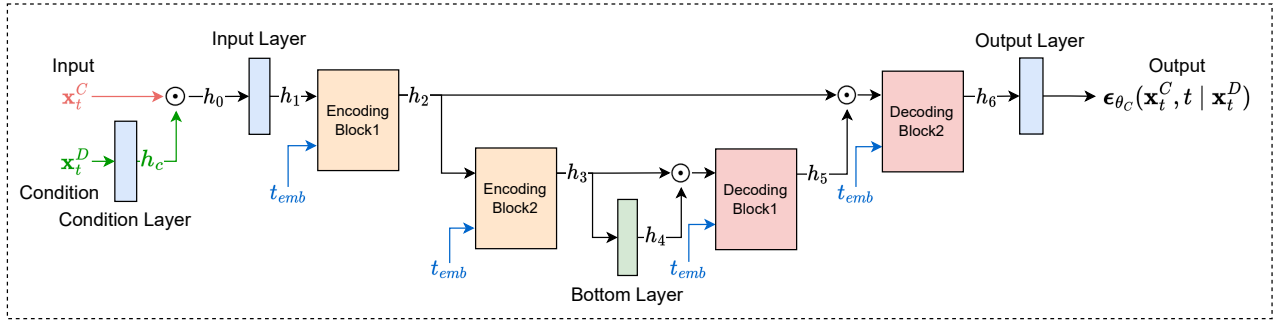 Input
𝐱_t^C
⊙
h_0
Input Layer
h_1
Encoding
Block1
t_emb
h_2
𝐱_t^D
h_c
Condition
Condition Layer
Encoding
Block2
t_emb
h_3
Bottom Layer
h_4
⊙
Decoding
Block1
t_emb
h_5
⊙
Decoding
Block2
t_emb
h_6
Output Layer
Output
ϵ_{θ_C}(𝐱_t^C, t | 𝐱_t^D)